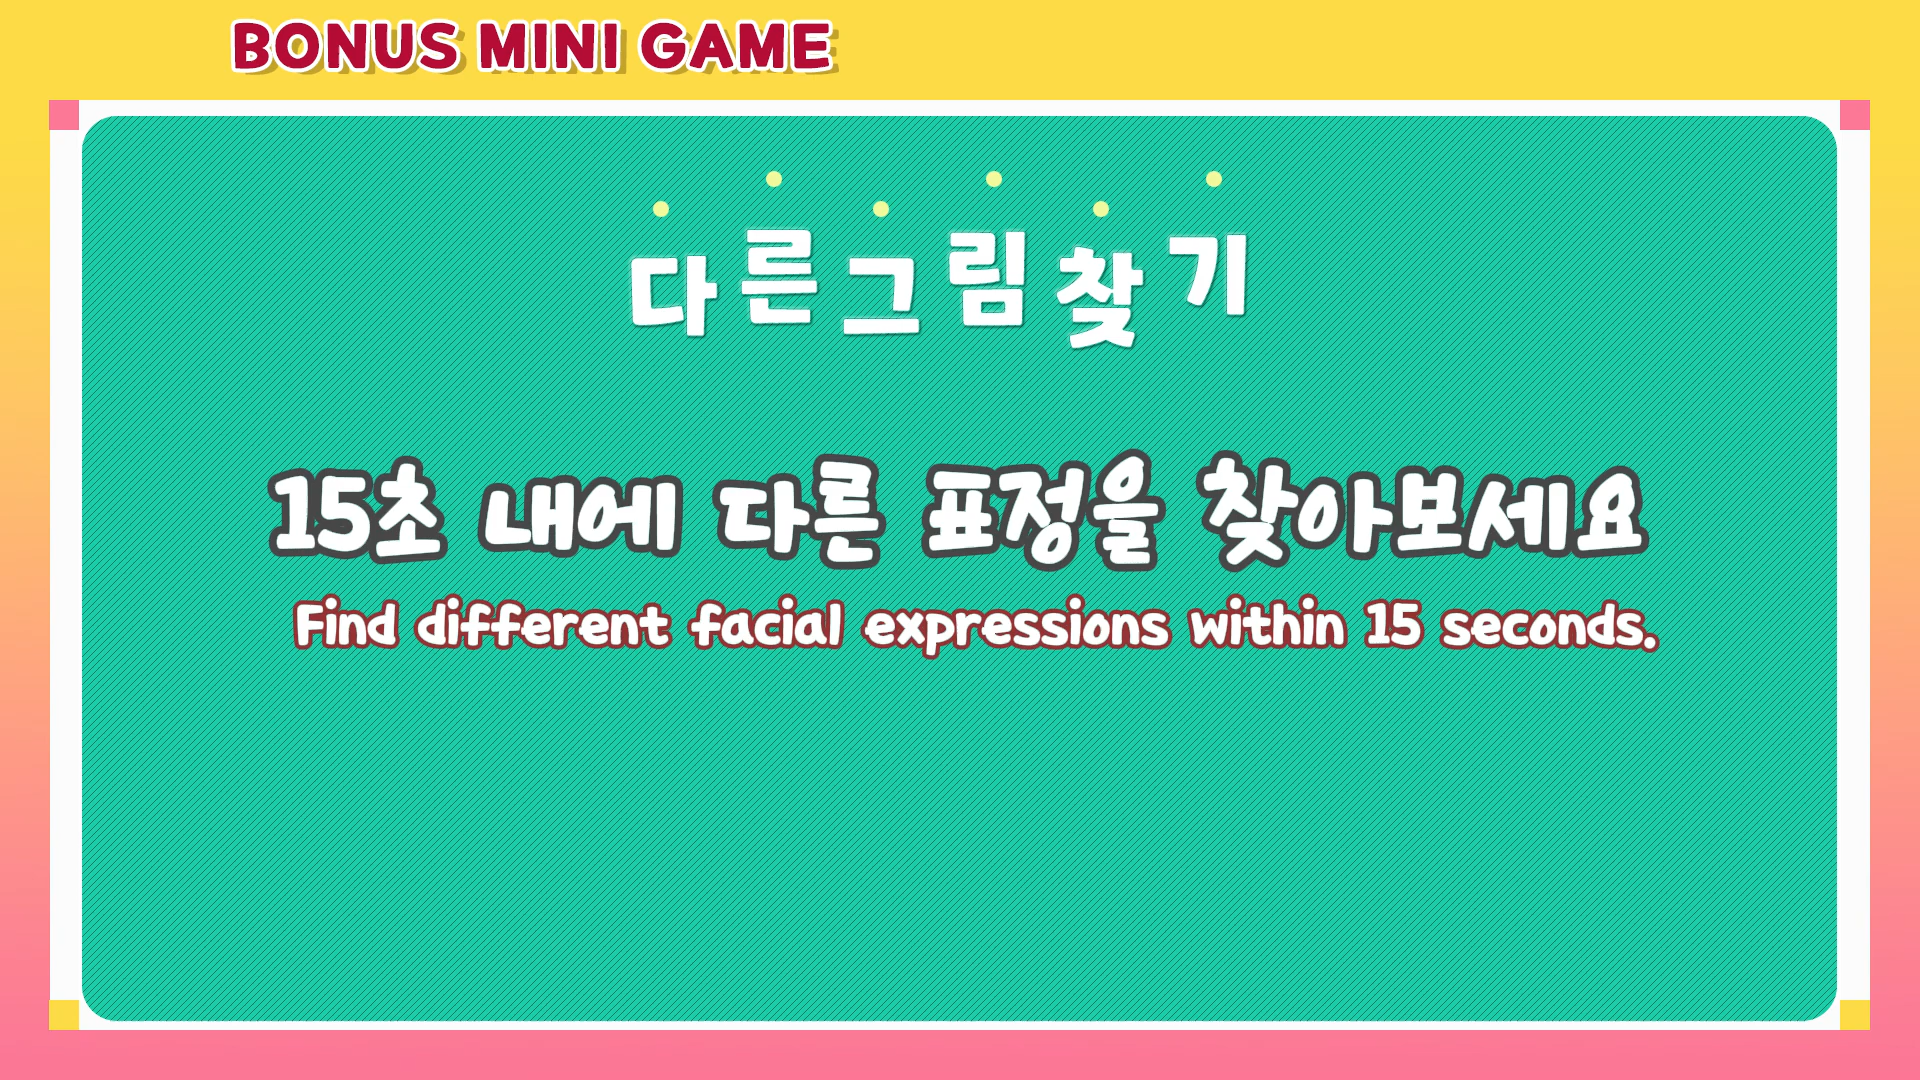 BONUS MINI GAME
다른그림찾기
15초 내에 다른 표정을 찾아보세요
Find different facial expressions within 15 seconds.